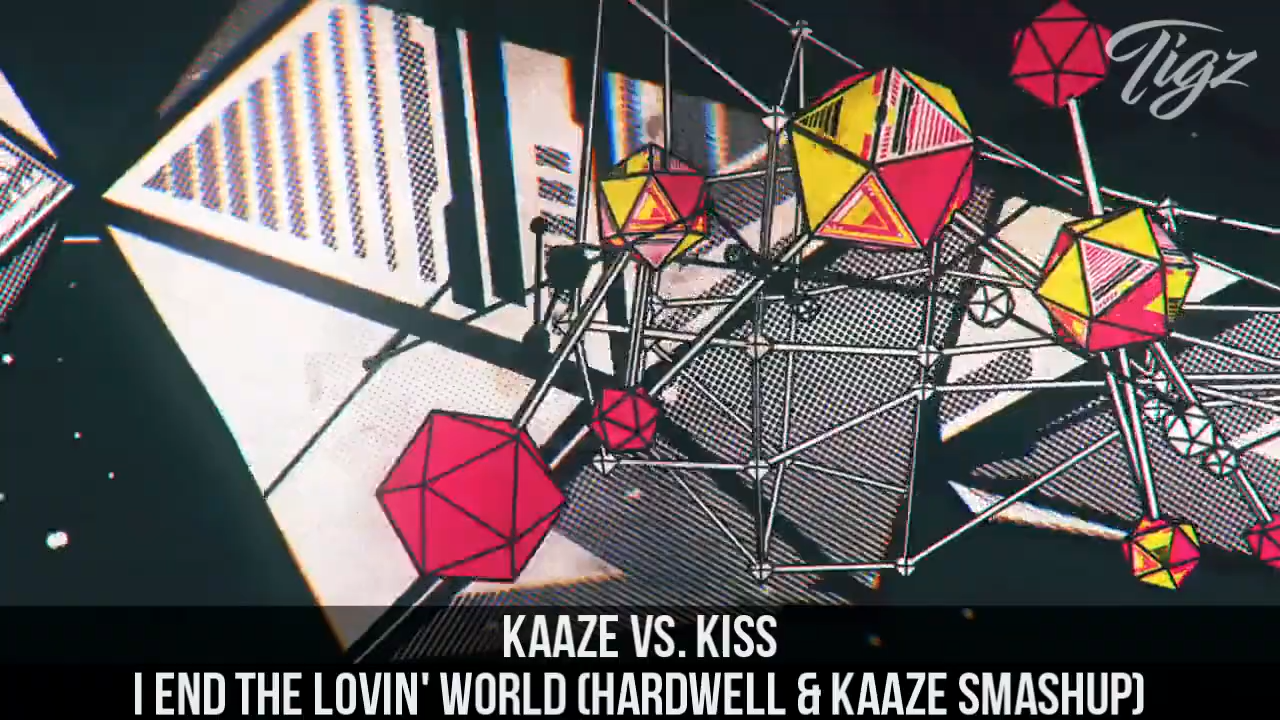 Tigz
KAAZE VS. KISS
I END THE LOVIN' WORLD (HARDWELL & KAAZE SMASHUP)